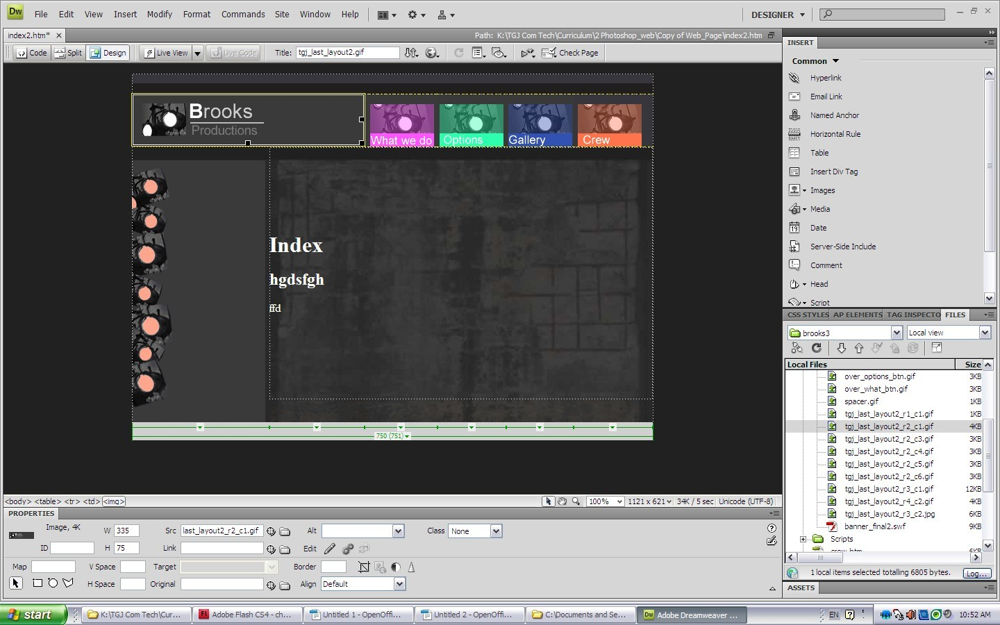 Dw File Edit View Insert Modify Format Commands Site Window Help DESIGNER
index2.htm* Path: K:\TGJ Com Tech\Curriculum\2 Photoshop_web\Copy of Web_Page\index2.htm
Code Split Design Live View Live Code Title: tgj_last_layout2.gif Check Page
Brooks
Productions
What we do Options Gallery Crew
Index
hgdsfgh
ffd
750 (751)
<body> <table> <tr> <td> <img> 100% 1121 x 621 34K / 5 sec Unicode (UTF-8)
PROPERTIES
Image, 4K W 335 Src last_layout2_r2_c1.gif Alt Class None
ID H 75 Link Edit
Map V Space Target Border
H Space Original Align Default
INSERT
Common
Hyperlink
Email Link
Named Anchor
Horizontal Rule
Table
Insert Div Tag
Images
Media
19 Date
Server-Side Include
Comment
Head
Script
CSS STYLES AP ELEMENTS TAG INSPECTO FILES
brooks3 Local view
Local Files Size
over_options_btn.gif 3KB
over_what_btn.gif 3KB
spacer.gif 1KB
tgj_last_layout2_r1_c1.gif 1KB
tgj_last_layout2_r2_c1.gif 4KB
tgj_last_layout2_r2_c3.gif 3KB
tgj_last_layout2_r2_c4.gif 3KB
tgj_last_layout2_r2_c5.gif 3KB
tgj_last_layout2_r2_c6.gif 3KB
tgj_last_layout2_r3_c1.gif 12KB
tgj_last_layout2_r4_c2.gif 4KB
tgj_last_layout2_r3_c2.jpg 6KB
banner_final2.swf 9KB
Scripts
crew.htm 6KB
1 local items selected totalling 6805 bytes. Log...
ASSETS
start K:\TGJ Com Tech\Cur... Fl Adobe Flash CS4 - ch... Untitled 1 - OpenOffi... Untitled 2 - OpenOffi... C:\Documents and Se... Dw Adobe Dreamweaver ... EN 10:52 AM